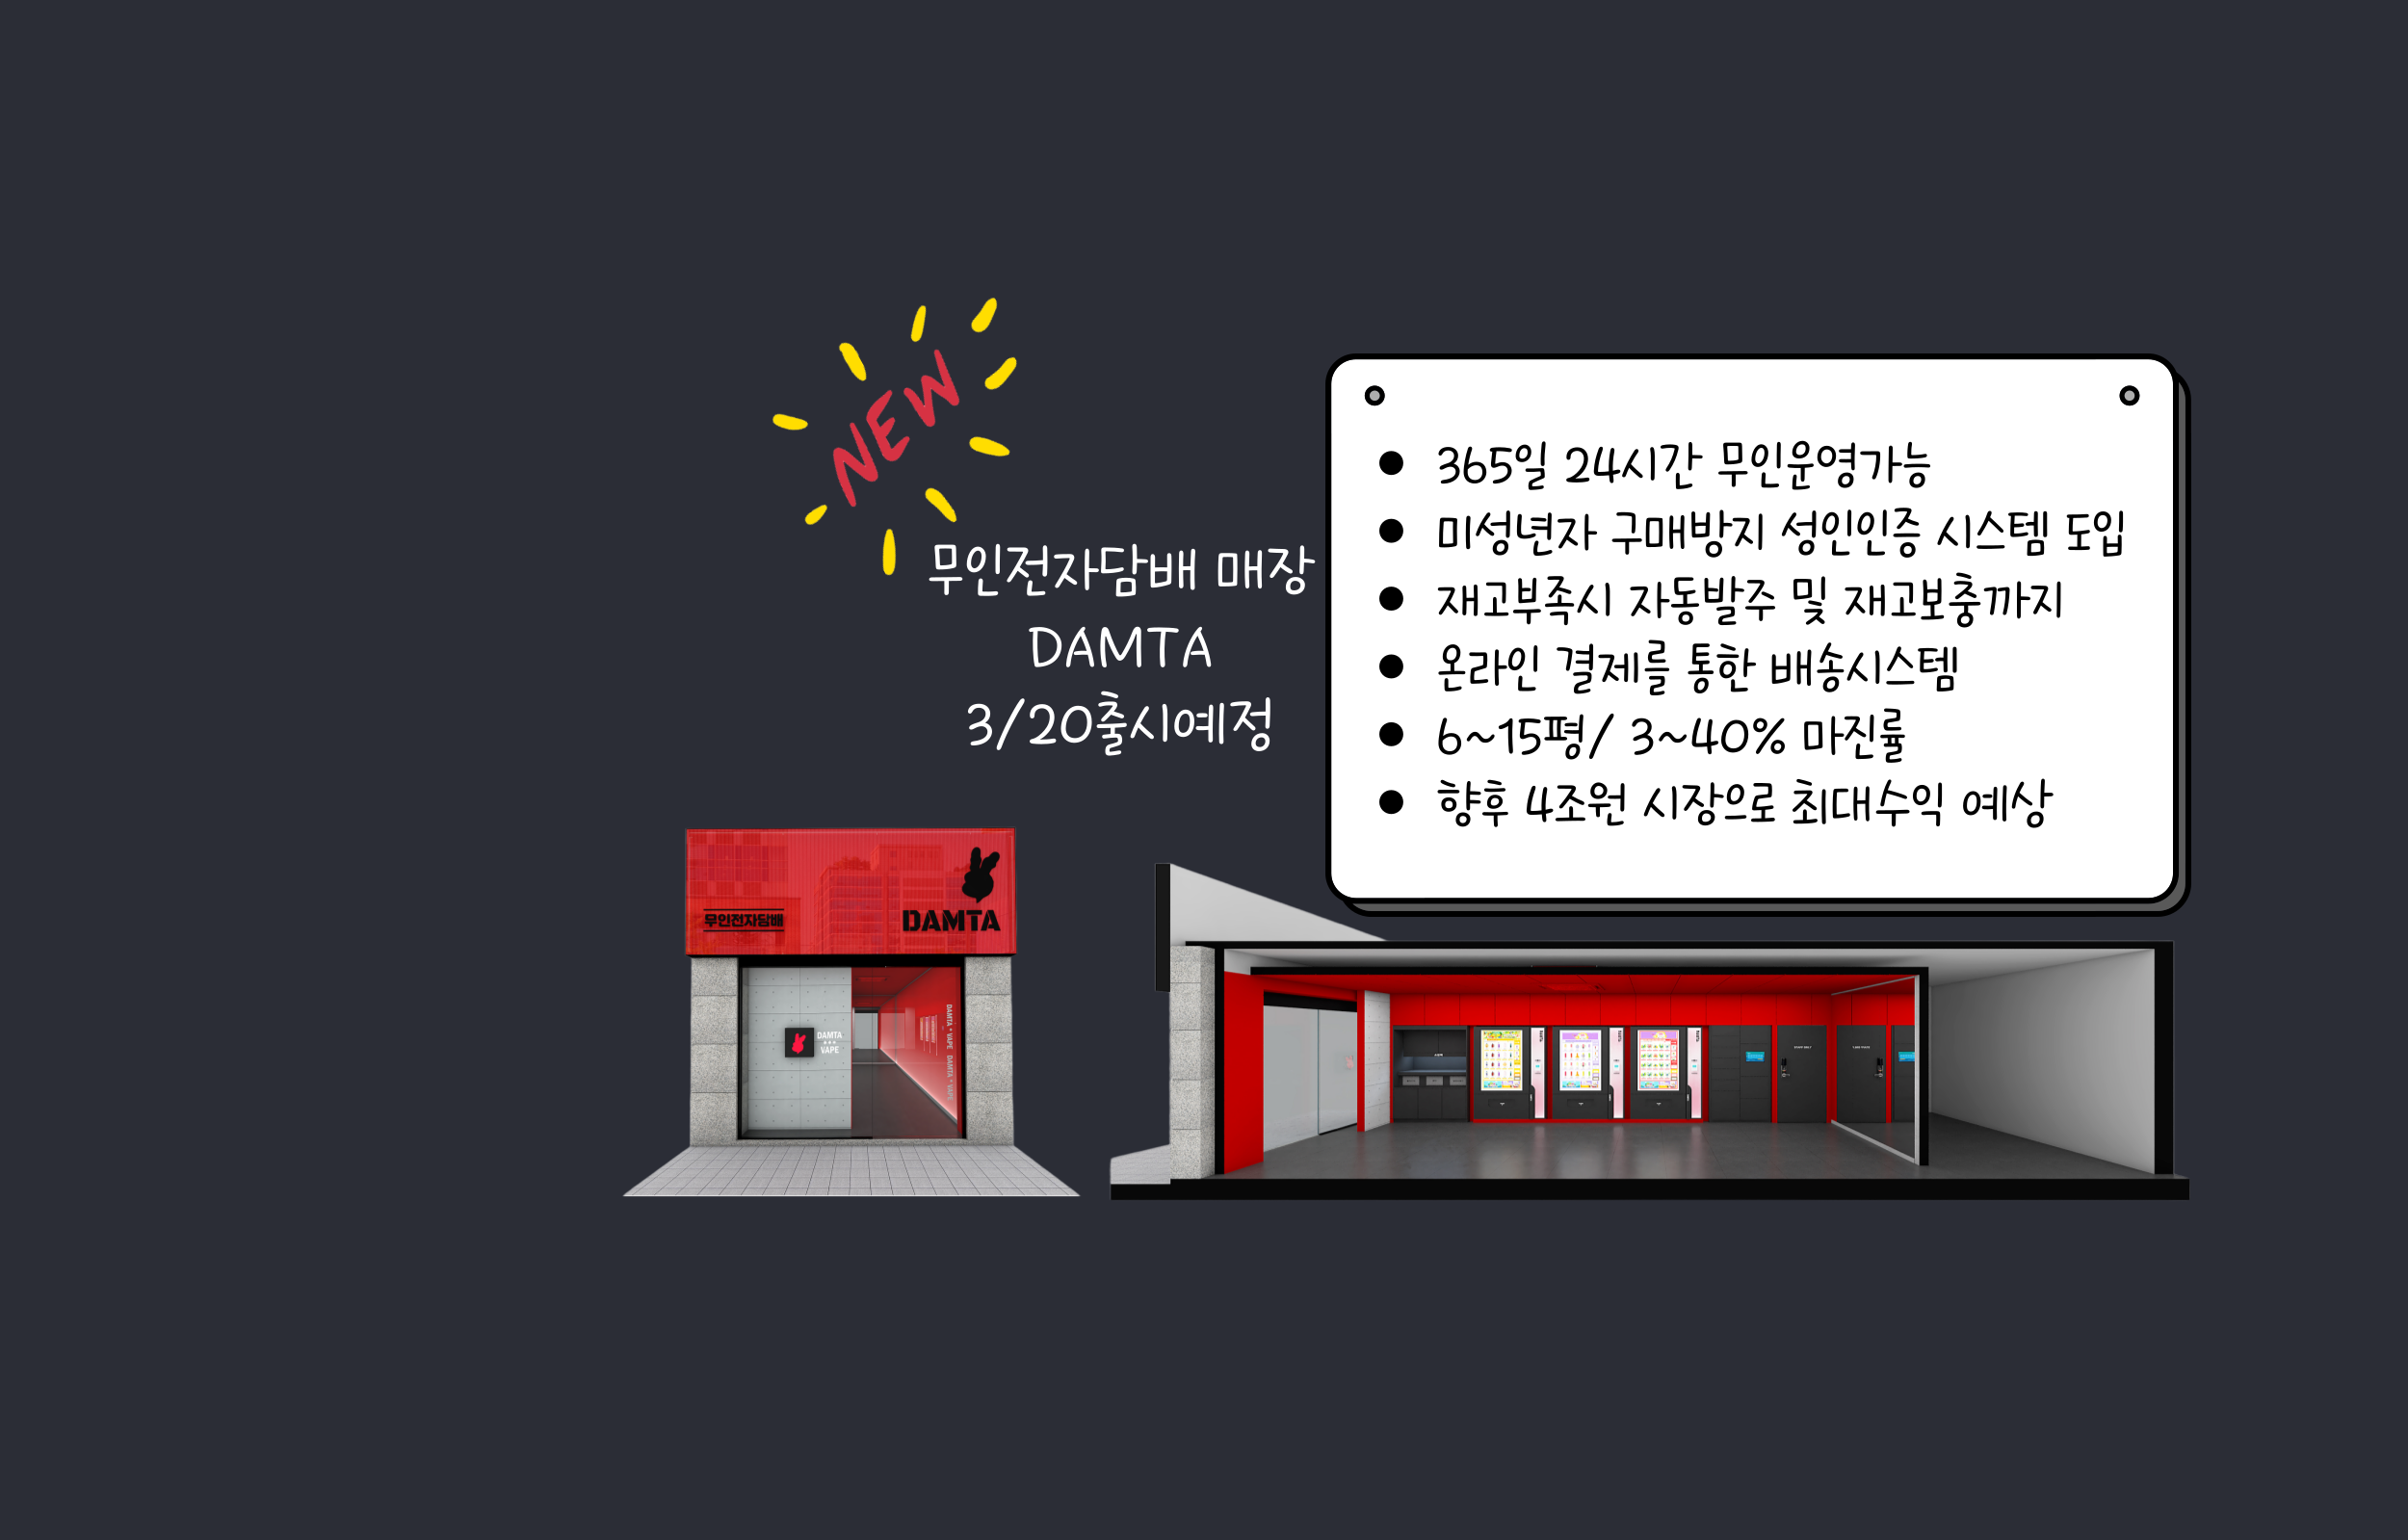 NEW
무인전자담배 매장
DAMTA
3/20출시예정
365일 24시간 무인운영가능
미성년자 구매방지 성인인증 시스템 도입
재고부족시 자동발주 및 재고보충까지
온라인 결제를 통한 배송시스템
6~15평/ 3~40% 마진률
향후 4조원 시장으로 최대수익 예상
무인전자담배
DAMTA
DAMTA
VAPE
DAMTA * VAPE DAMTA * VAPE